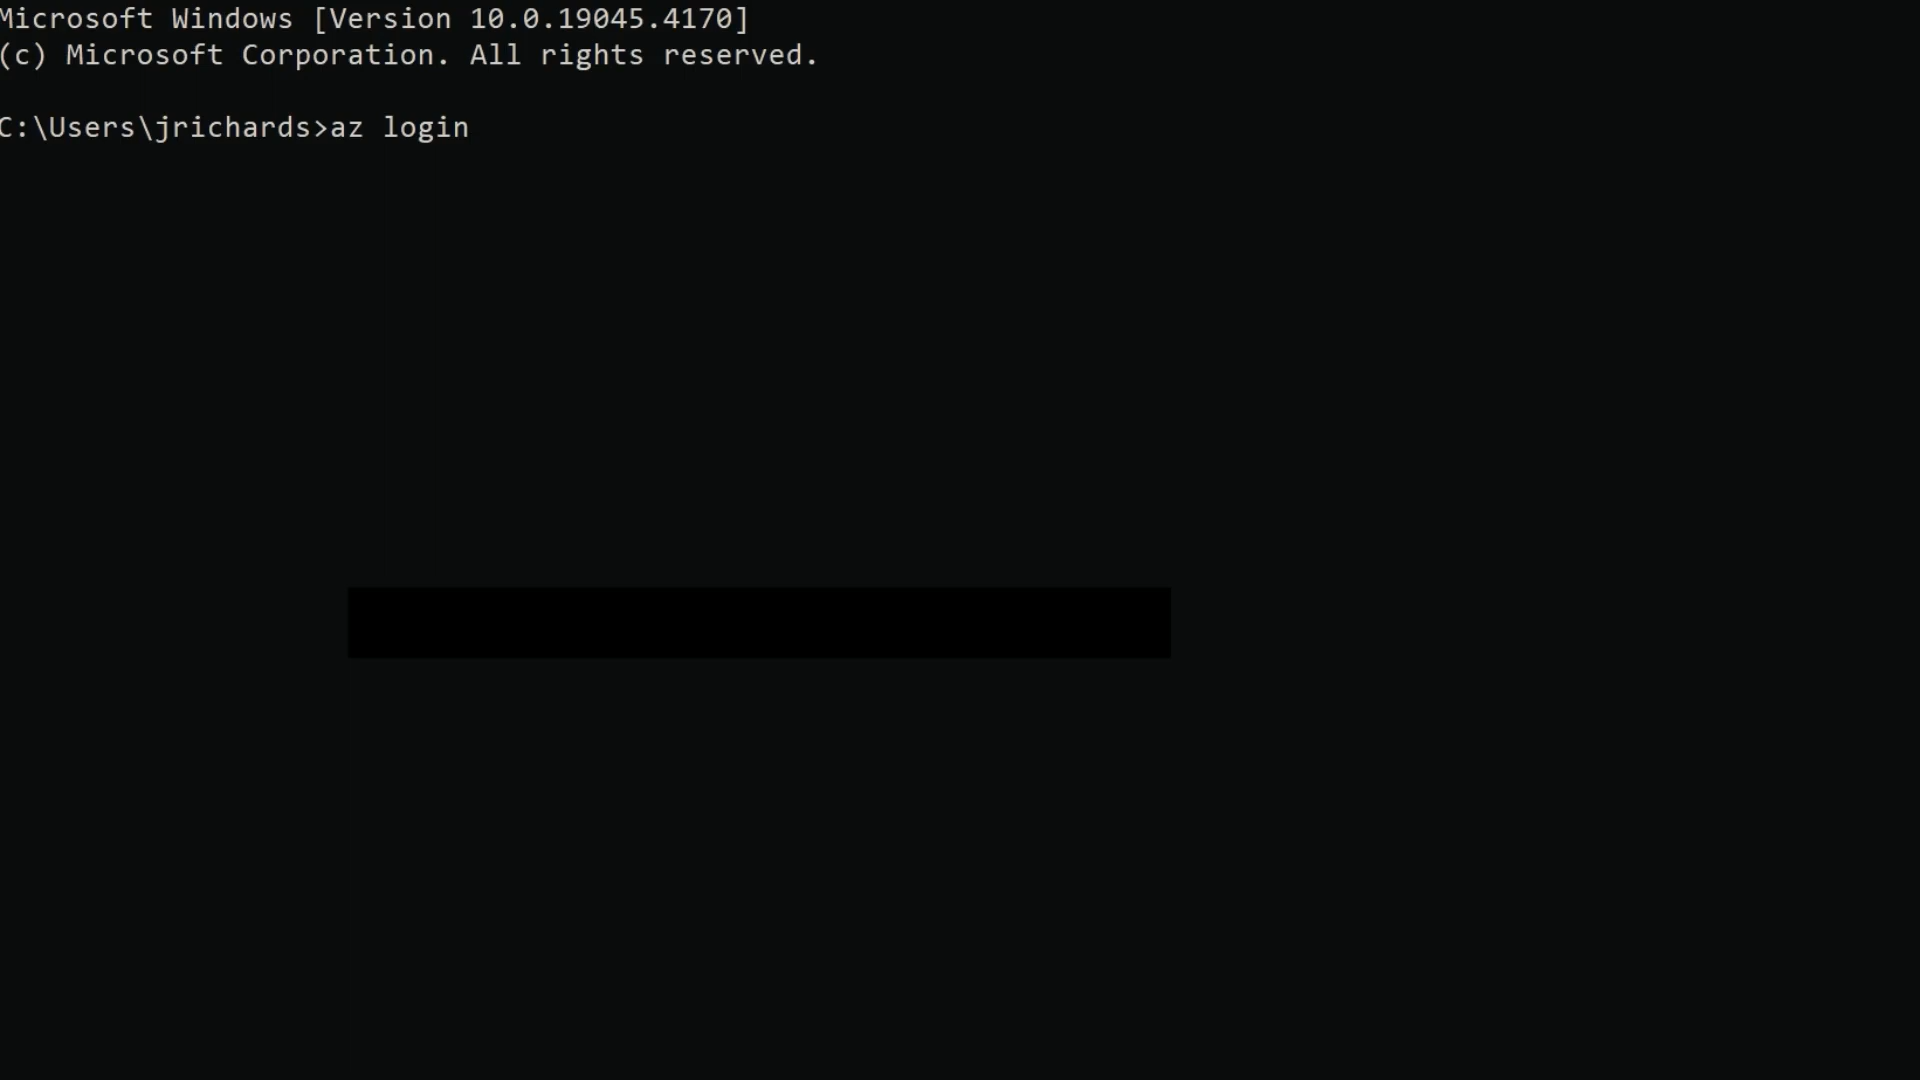 Microsoft Windows [Version 10.0.19045.4170]
(c) Microsoft Corporation. All rights reserved.
C:\Users\jrichards>az login